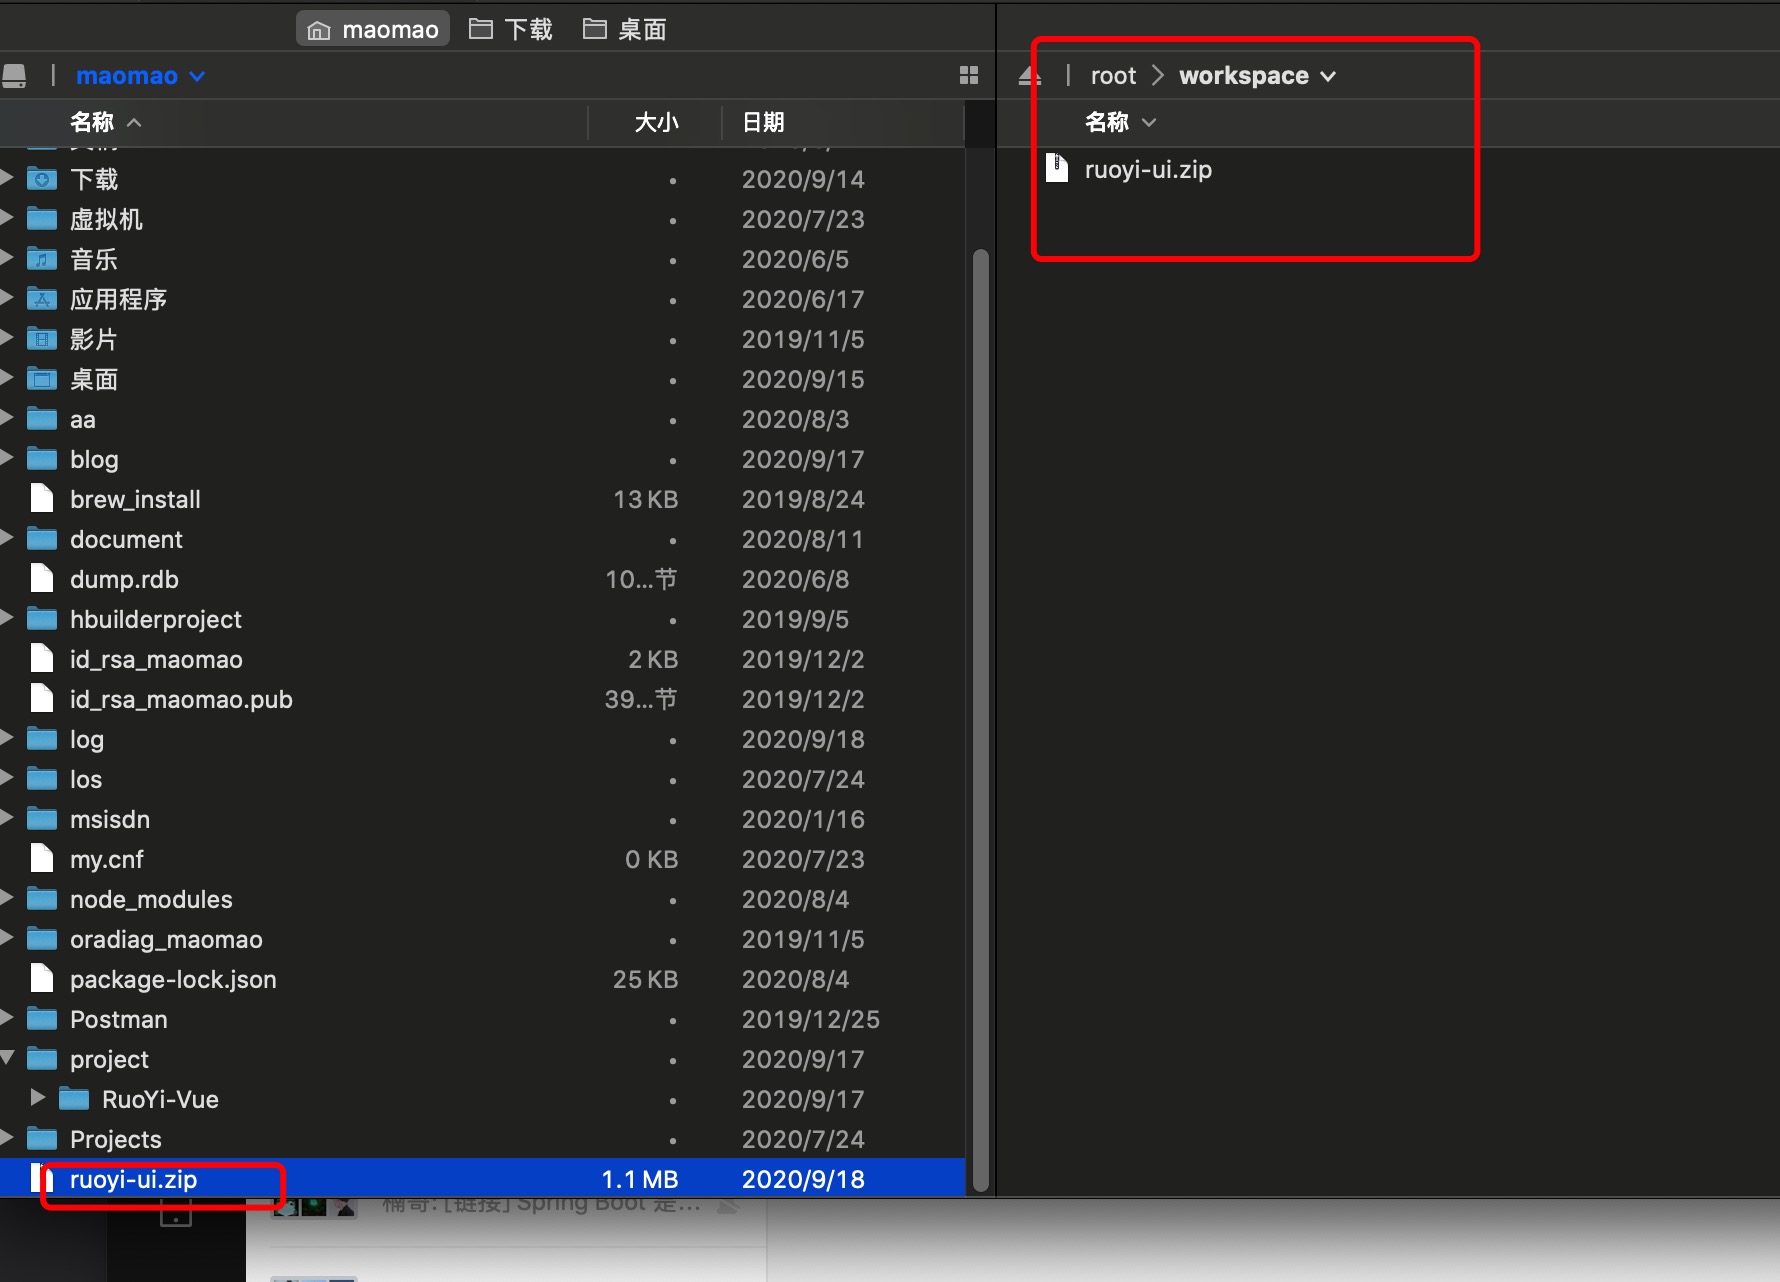 maomao 下载 桌面
maomao
名称 大小 日期
下载 2020/9/14
虚拟机 2020/7/23
音乐 2020/6/5
应用程序 2020/6/17
影片 2019/11/5
桌面 2020/9/15
aa 2020/8/3
blog 2020/9/17
brew_install 13 KB 2019/8/24
document 2020/8/11
dump.rdb 10...节 2020/6/8
hbuilderproject 2019/9/5
id_rsa_maomao 2 KB 2019/12/2
id_rsa_maomao.pub 39...节 2019/12/2
log 2020/9/18
los 2020/7/24
msisdn 2020/1/16
my.cnf 0 KB 2020/7/23
node_modules 2020/8/4
oradiag_maomao 2019/11/5
package-lock.json 25 KB 2020/8/4
Postman 2019/12/25
project 2020/9/17
RuoYi-Vue 2020/9/17
Projects 2020/7/24
ruoyi-ui.zip 1.1 MB 2020/9/18
[链接] Spring Boot 是...
root > workspace
名称
ruoyi-ui.zip